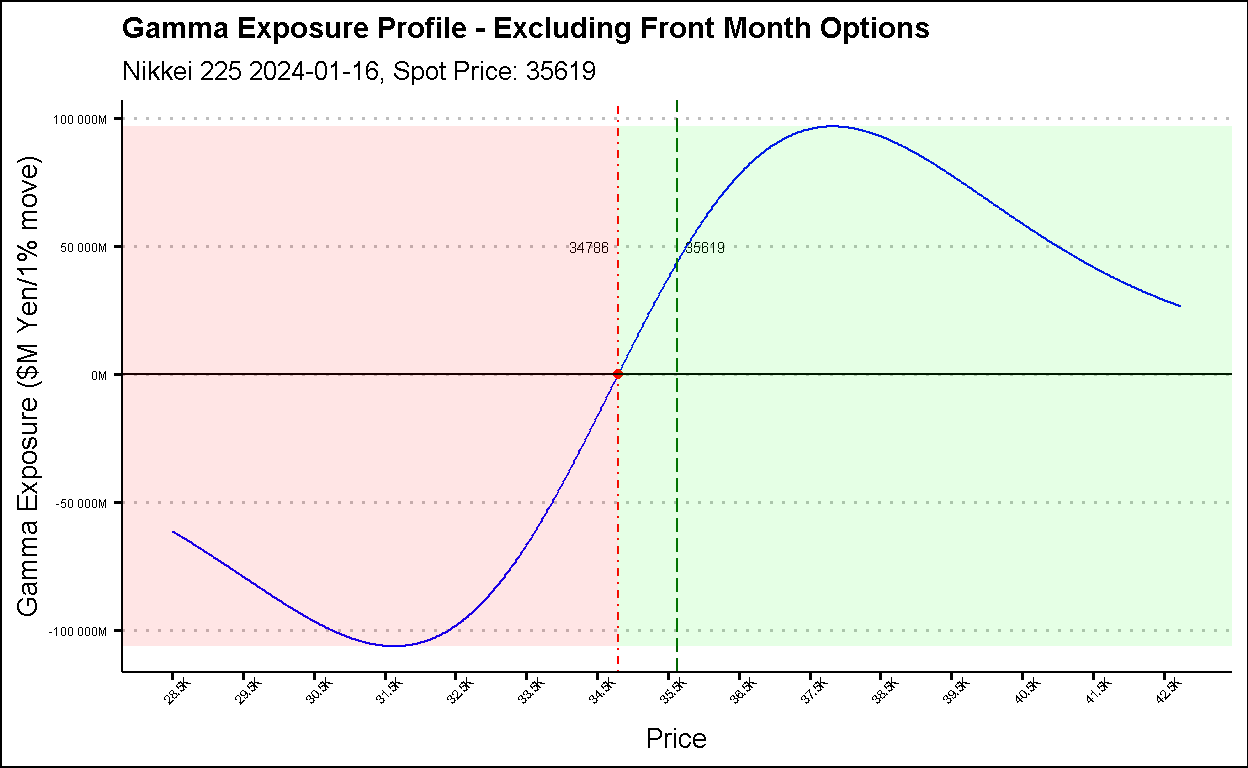 Gamma Exposure Profile - Excluding Front Month Options
Nikkei 225 2024-01-16, Spot Price: 35619
Gamma Exposure ($M Yen/1% move)
100 000M
50 000M
0M
-50 000M
-100 000M
34786
35619
28.5K
29.5K
30.5K
31.5K
32.5K
33.5K
34.5K
35.5K
36.5K
37.5K
38.5K
39.5K
40.5K
41.5K
42.5K
Price